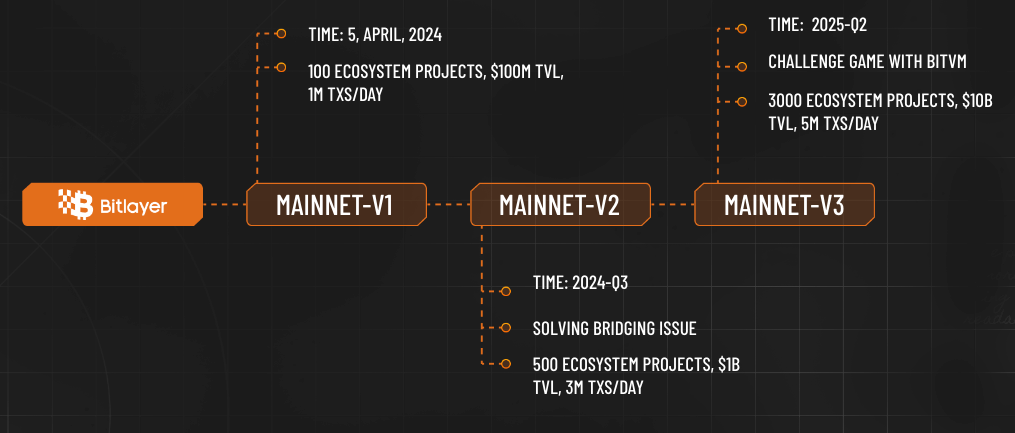 TIME: 5, APRIL, 2024
100 ECOSYSTEM PROJECTS, $100M TVL,
1M TXS/DAY
TIME: 2025-Q2
CHALLENGE GAME WITH BITVM
3000 ECOSYSTEM PROJECTS, $10B
TVL, 5M TXS/DAY
Bitlayer
MAINNET-V1
MAINNET-V2
MAINNET-V3
TIME: 2024-Q3
SOLVING BRIDGING ISSUE
500 ECOSYSTEM PROJECTS, $1B
TVL, 3M TXS/DAY